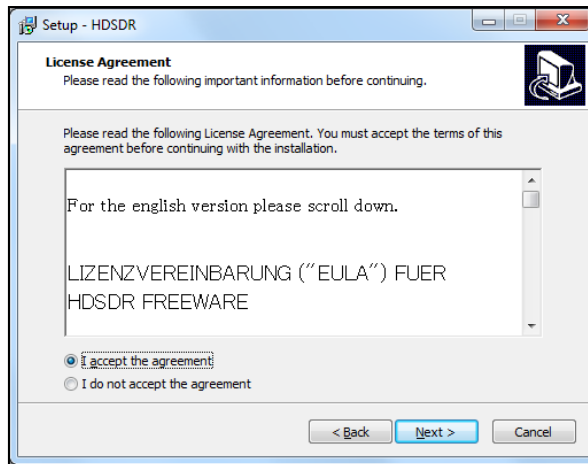 Setup - HDSDR
License Agreement
Please read the following important information before continuing.
Please read the following License Agreement. You must accept the terms of this
agreement before continuing with the installation.
For the english version please scroll down.
LIZENZVEREINBARUNG ("EULA") FUER
HDSDR FREEWARE
I accept the agreement
I do not accept the agreement
< Back
Next >
Cancel